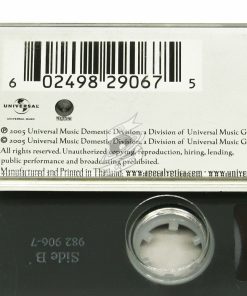 6 02498 29067 5
UNIVERSAL
UNIVERSAL MUSIC
℗ 2005 Universal Music Domestic Division, a Division of Universal Music G
© 2005 Universal Music Domestic Division, a Division of Universal Music G
All rights reserved. Unauthorized copying, reproduction, hiring, lending,
public performance and broadcasting prohibited.
Manufactured and Printed in Thailand.
Side B
982 906-7